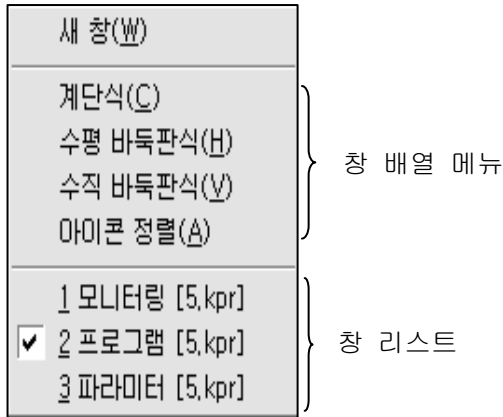 새 창(W)
계단식(C)
수평 바둑판식(H)
수직 바둑판식(V)
아이콘 정렬(A)
창 배열 메뉴
1 모니터링 [5.kpr]
✔ 2 프로그램 [5.kpr]
3 파라미터 [5.kpr]
창 리스트